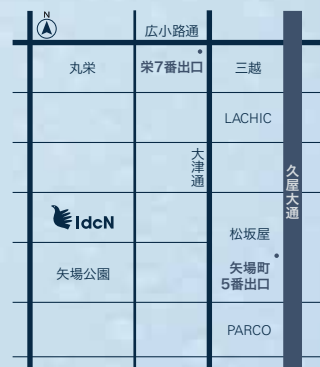 N
広小路通
丸栄
栄7番出口
三越
LACHIC
大津通
久屋大通
IdcN
松坂屋
矢場公園
矢場町
5番出口
PARCO